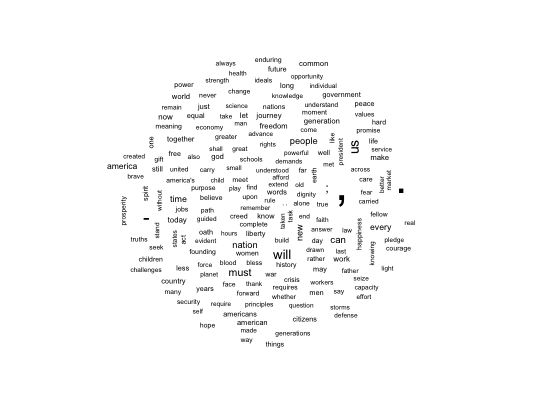 always enduring common
health future
power strength ideals opportunity
world never change long individual
knowledge government
remain just science nations understand peace
now equal take let journey moment values
meaning economy man freedom generation hard
advance come promise
one together greater rights people like us life
shall great president service
created free also god schools powerful well make
america gift demands met
still united carry small understood far across
brave america's child meet afford earth care better market
spirit purpose play find extend old ; fear
without time believe upon words alone true , carried .
prosperity jobs path remember rule .. --
- today guided creed know taken task end faith fellow real
stand complete new answer law happiness every
truths states act oats hours liberty day can pledge
seek evident nation build drawn last knowing courage
founding women will work
children force blood bless history rather
challenges less planet must war may father light
country face thank crisis seize
many years forward requires workers capacity
whether men say effort
security require principles question storms
self americans defense
hope american citizens
made generations
way things